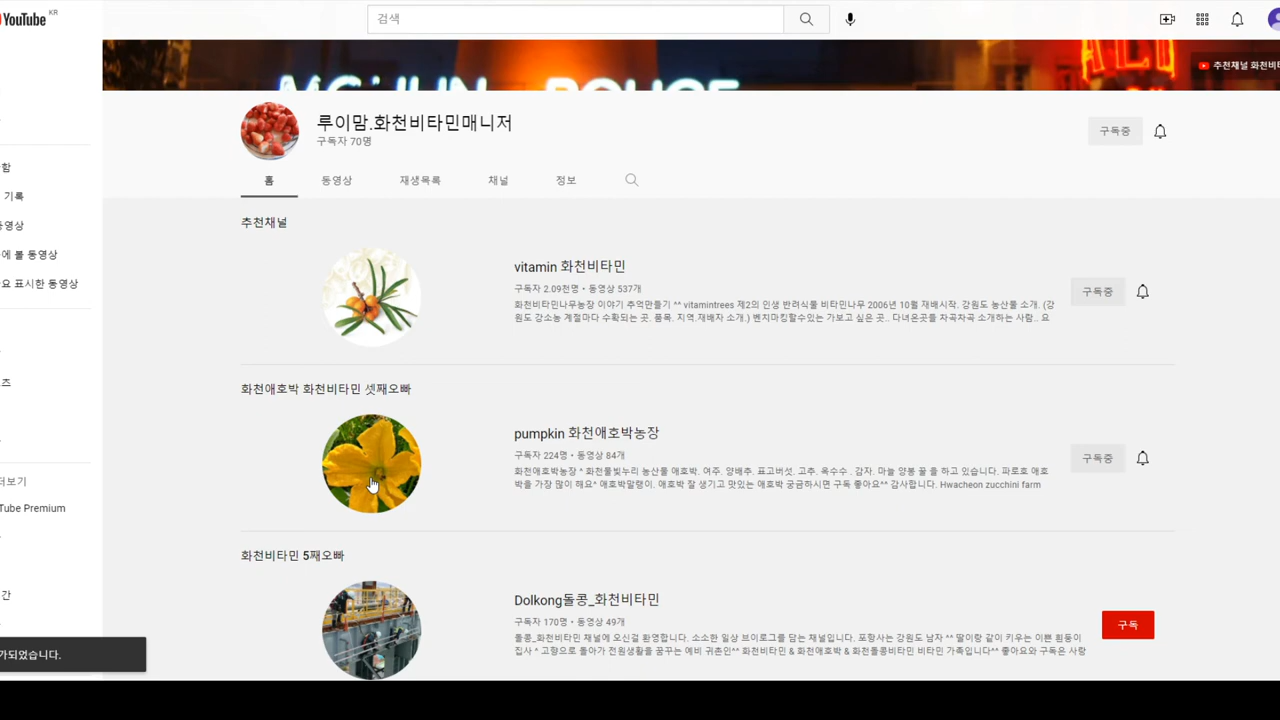 YouTube KR
검색
추천채널 화천비타
루이맘.화천비타민매니저
구독자 70명
구독중
홈
동영상
재생목록
채널
정보
함
기록
동영상
에 볼 동영상
요 표시한 동영상
즈
더보기
Tube Premium
간
추천채널
vitamin 화천비타민
구독자 2.09천명 • 동영상 537개
화천비타민나무농장 이야기 추억만들기 ^^ vitamintrees 제2의 인생 반려식물 비타민나무 2006년 10월 재배시작. 강원도 농산물 소개. (강
원도 강소농 계절마다 수확되는 곳. 품목. 지역.재배자 소개.) 벤치마킹할수있는 가보고 싶은 곳.. 다녀온곳들 차곡차곡 소개하는 사람.. 요
구독중
화천애호박 화천비타민 셋째오빠
pumpkin 화천애호박농장
구독자 224명 • 동영상 84개
화천애호박농장 ^ 화천물빛누리 농산물 애호박. 여주. 양배추. 표고버섯. 고추. 옥수수 . 감자. 마늘 양봉 꿀 을 하고 있습니다. 파로호 애호
박을 가장 많이 해요^ 애호박말랭이. 애호박 잘 생기고 맛있는 애호박 궁금하시면 구독 좋아요^^ 감사합니다. Hwacheon zucchini farm
구독중
화천비타민 5째오빠
Dolkong돌콩_화천비타민
구독자 170명 • 동영상 49개
돌콩_화천비타민 채널에 오신걸 환영합니다. 소소한 일상 브이로그를 담는 채널입니다. 포항사는 강원도 남자 ^^ 딸이랑 같이 키우는 이쁜 흰둥이
집사 ^ 고향으로 돌아가 전원생활을 꿈꾸는 예비 귀촌인^^ 화천비타민 & 화천애호박 & 화천돌콩비타민 비타민 가족입니다^^ 좋아요와 구독은 사랑
구독
가되었습니다.